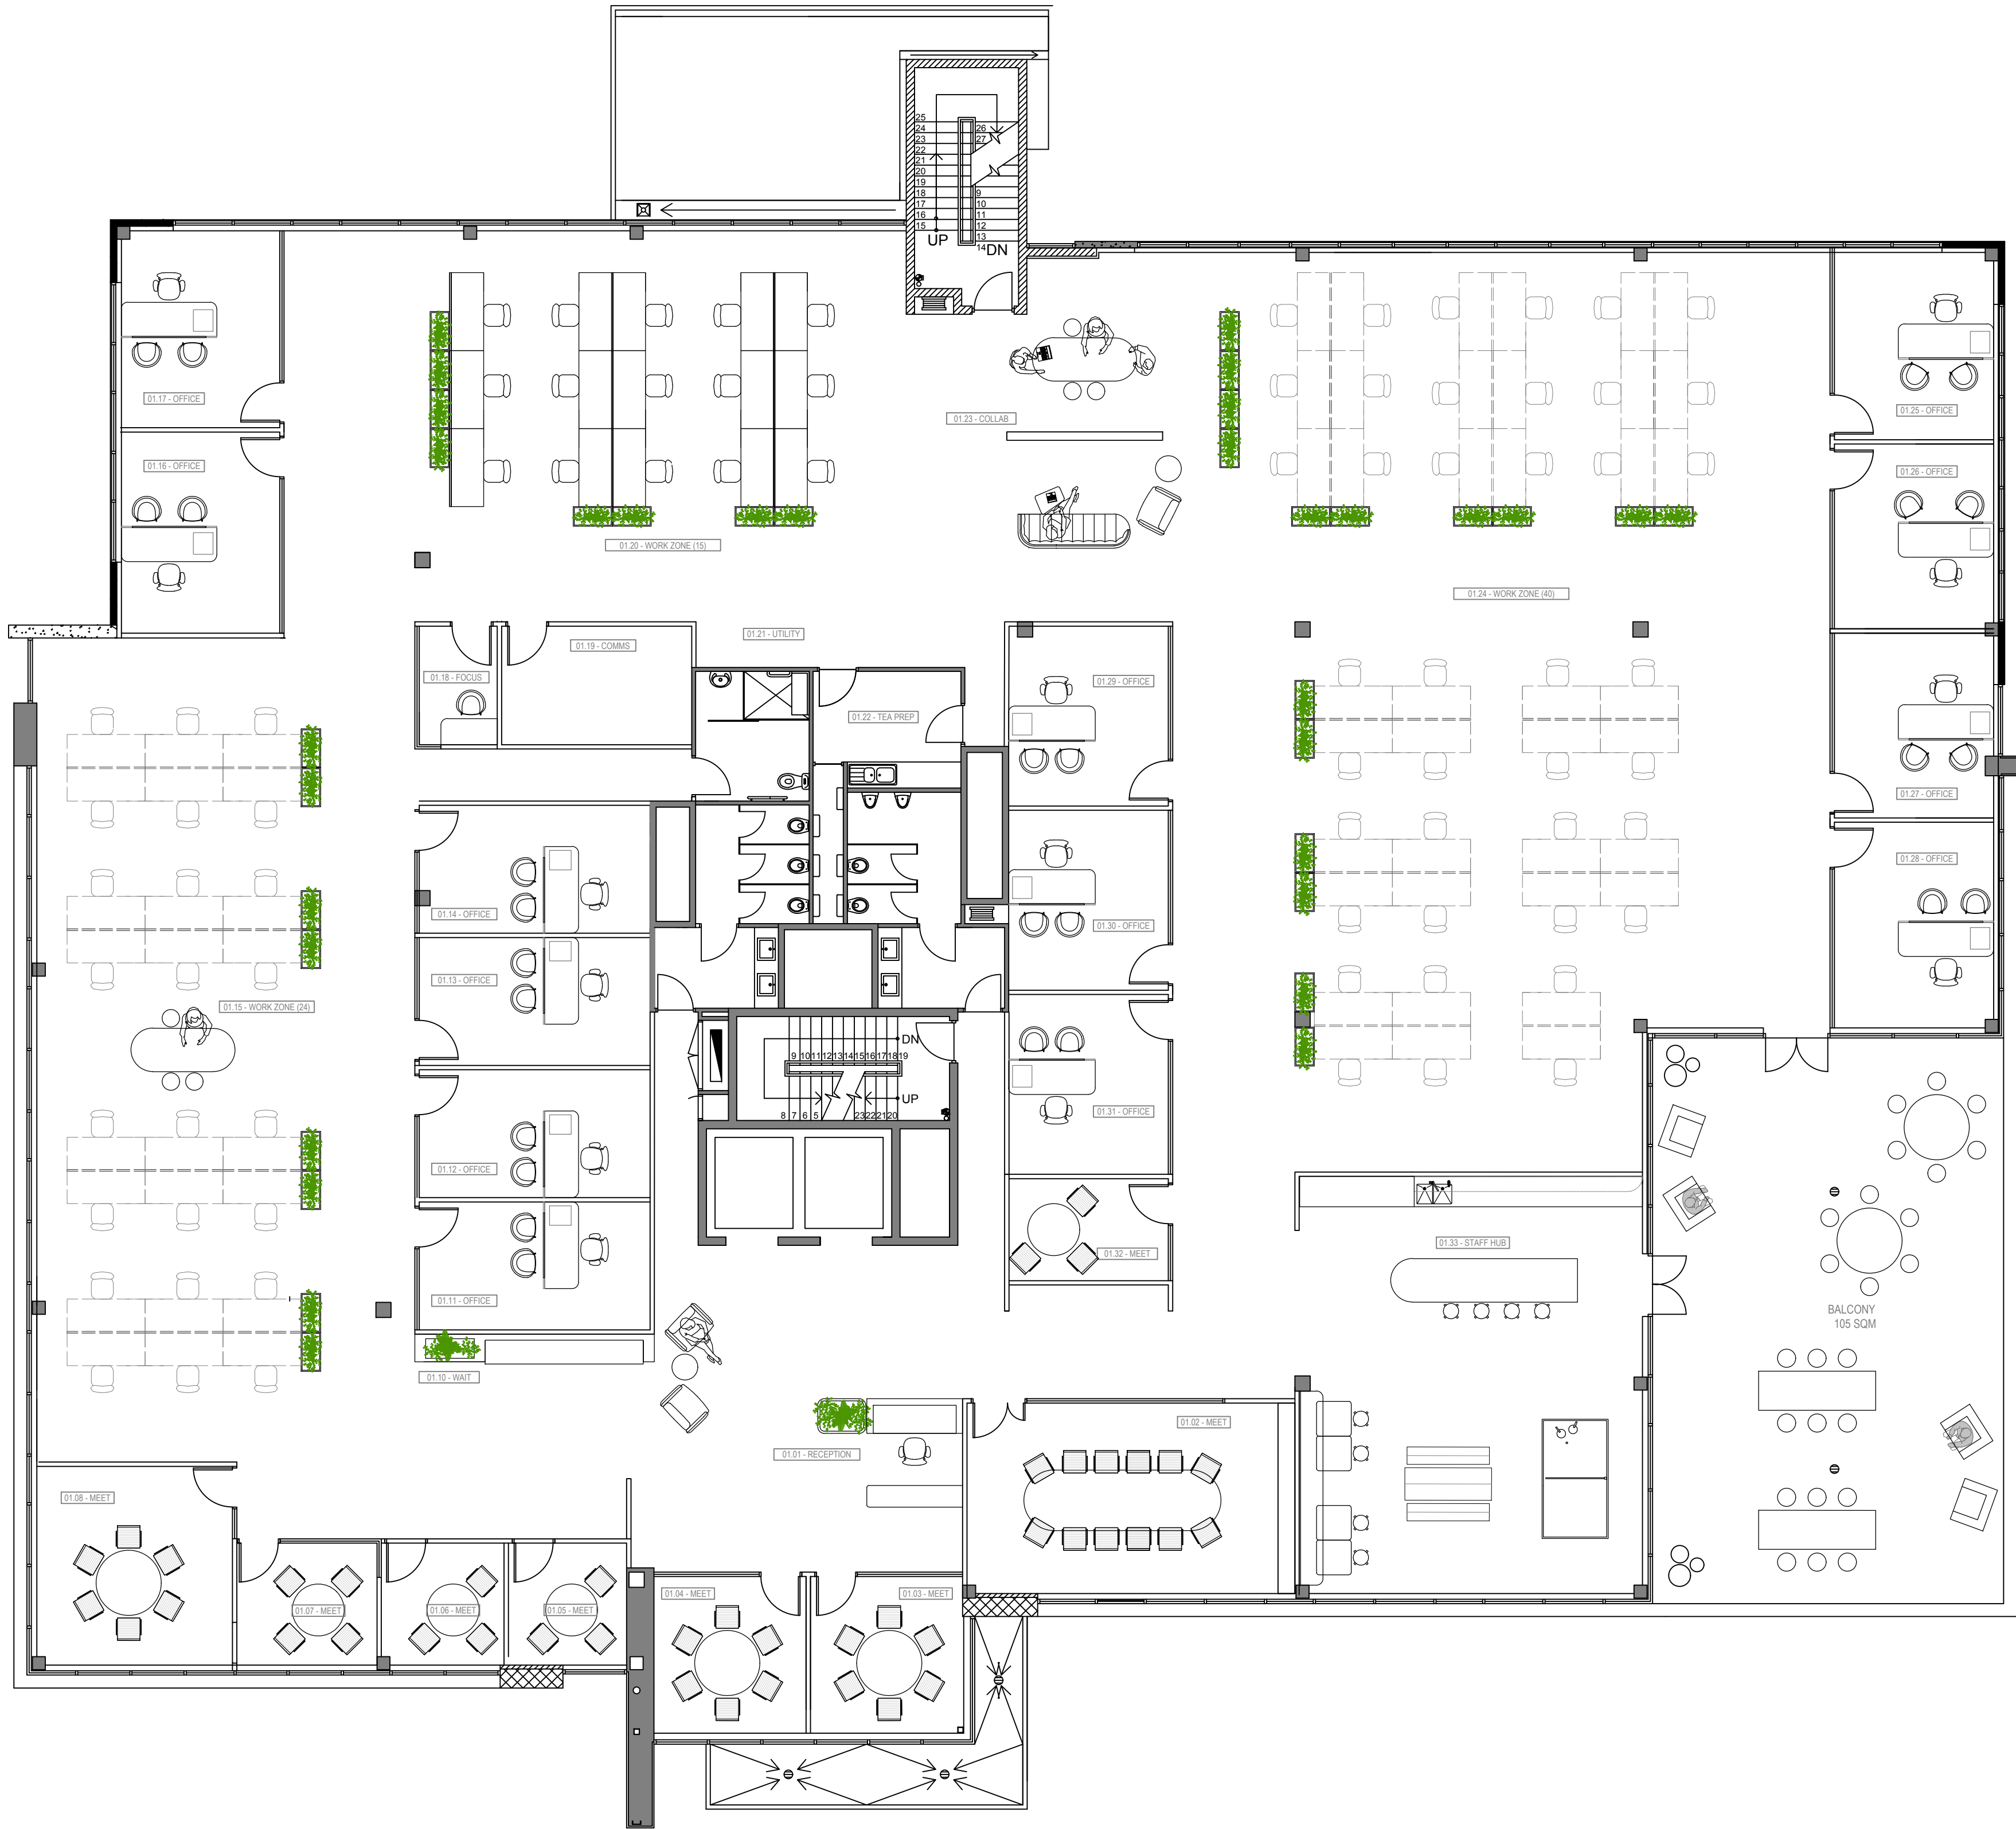 25
24
23
22
21
20
19
18
17
16
15
26
27
9
10
11
12
13
14
UP
DN
01.17 - OFFICE
01.16 - OFFICE
01.20 - WORK ZONE (15)
01.23 - COLLAB
01.25 - OFFICE
01.26 - OFFICE
01.24 - WORK ZONE (40)
01.21 - UTILITY
01.19 - COMMS
01.18 - FOCUS
01.22 - TEA PREP
01.29 - OFFICE
01.27 - OFFICE
01.28 - OFFICE
01.14 - OFFICE
01.30 - OFFICE
01.13 - OFFICE
01.15 - WORK ZONE (24)
DN
9 10 11 12 13 14 15 16 17 18 19
UP
8 7 6 5 23 22 21 20
01.31 - OFFICE
01.12 - OFFICE
01.33 - STAFF HUB
01.32 - MEET
01.11 - OFFICE
BALCONY
105 SQM
01.10 - WAIT
01.02 - MEET
01.01 - RECEPTION
01.08 - MEET
01.07 - MEET
01.06 - MEET
01.05 - MEET
01.04 - MEET
01.03 - MEET